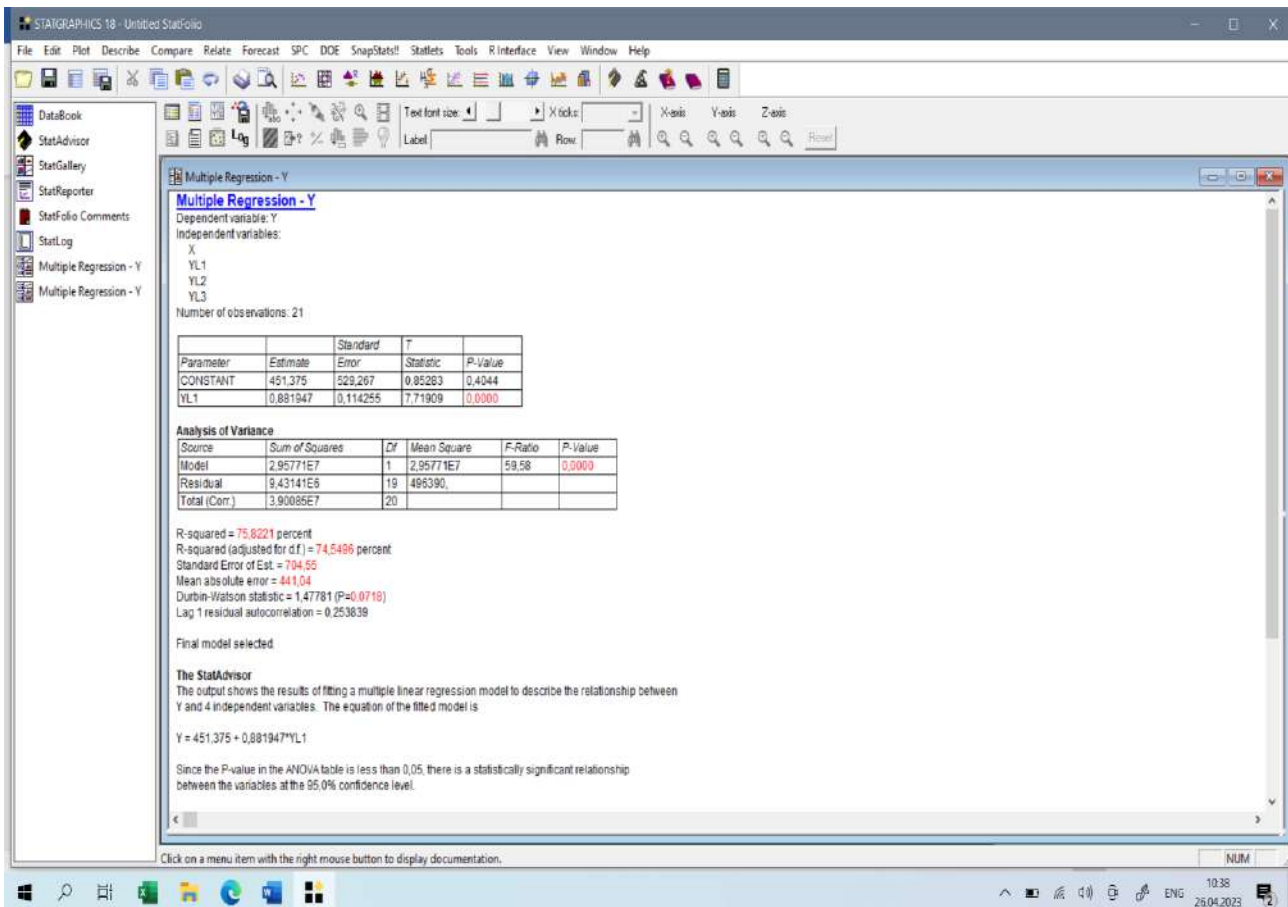 STATGRAPHICS 18 - Untitled StatFolio
File Edit Plot Describe Compare Relate Forecast SPC DOE SnapStats!! Statlets Tools R Interface View Window Help
Text font size: X ticks: X-axis Y-axis Z-axis
Log Label: Row: Reset
DataBook
StatAdvisor
StatGallery
StatReporter
StatFolio Comments
StatLog
Multiple Regression - Y
Multiple Regression - Y
Multiple Regression - Y
Multiple Regression - Y
Dependent variable: Y
Independent variables:
X
YL1
YL2
YL3
Number of observations: 21
Standard T
Parameter Estimate Error Statistic P-Value
CONSTANT 451,375 529,267 0,85283 0,4044
YL1 0,881947 0,114255 7,71909 0,0000
Analysis of Variance
Source Sum of Squares Df Mean Square F-Ratio P-Value
Model 2,95771E7 1 2,95771E7 59,58 0,0000
Residual 9,43141E6 19 496390,
Total (Corr.) 3,90085E7 20
R-squared = 75,8221 percent
R-squared (adjusted for d.f.) = 74,5496 percent
Standard Error of Est. = 704,55
Mean absolute error = 441,04
Durbin-Watson statistic = 1,47781 (P=0,0718)
Lag 1 residual autocorrelation = 0,253839
Final model selected.
The StatAdvisor
The output shows the results of fitting a multiple linear regression model to describe the relationship between
Y and 4 independent variables. The equation of the fitted model is
Y = 451,375 + 0,881947*YL1
Since the P-value in the ANOVA table is less than 0,05, there is a statistically significant relationship
between the variables at the 95,0% confidence level.
Click on a menu item with the right mouse button to display documentation.
NUM
ENG
10:38
26.04.2023
2